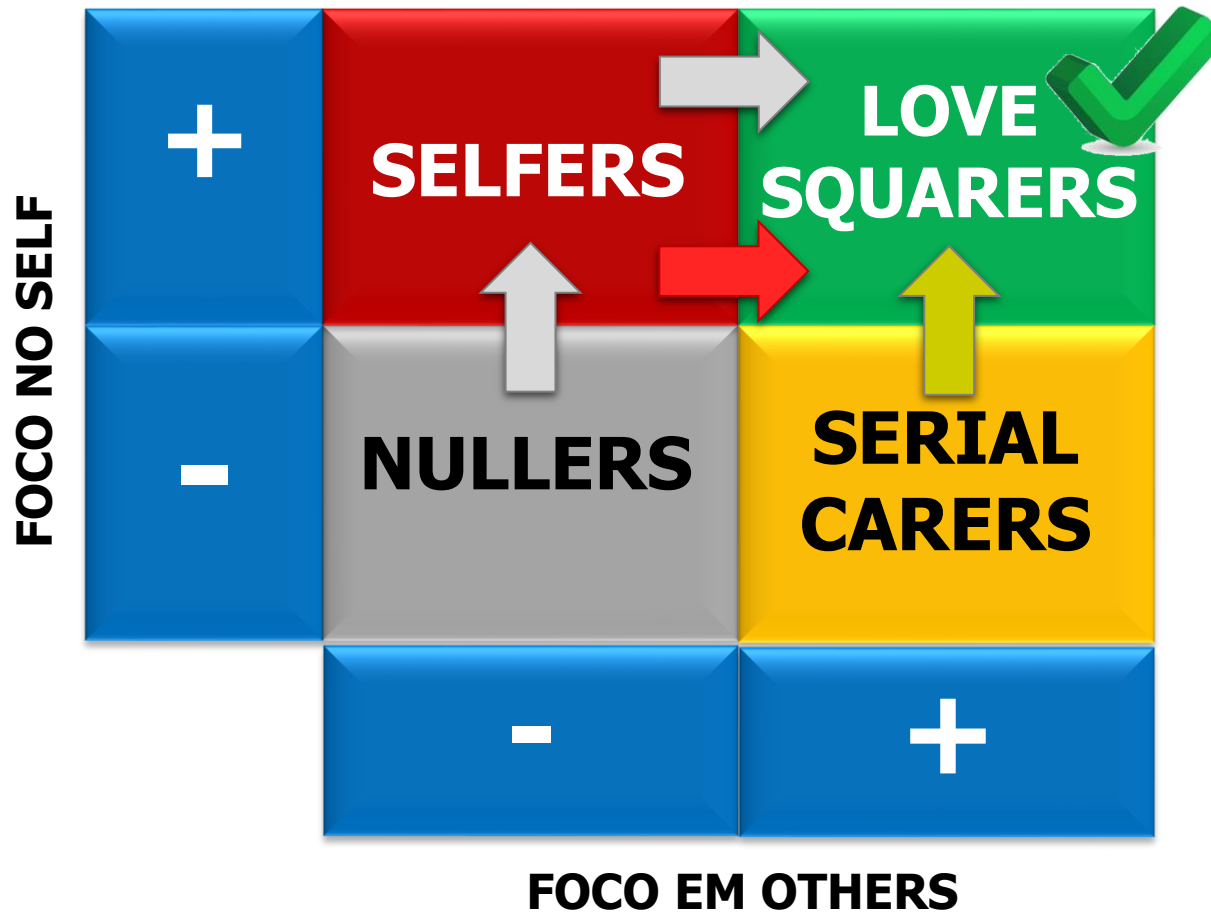 FOCO NO SELF
+
SELFERS
LOVE
SQUARERS
-
NULLERS
SERIAL
CARERS
-
+
FOCO EM OTHERS